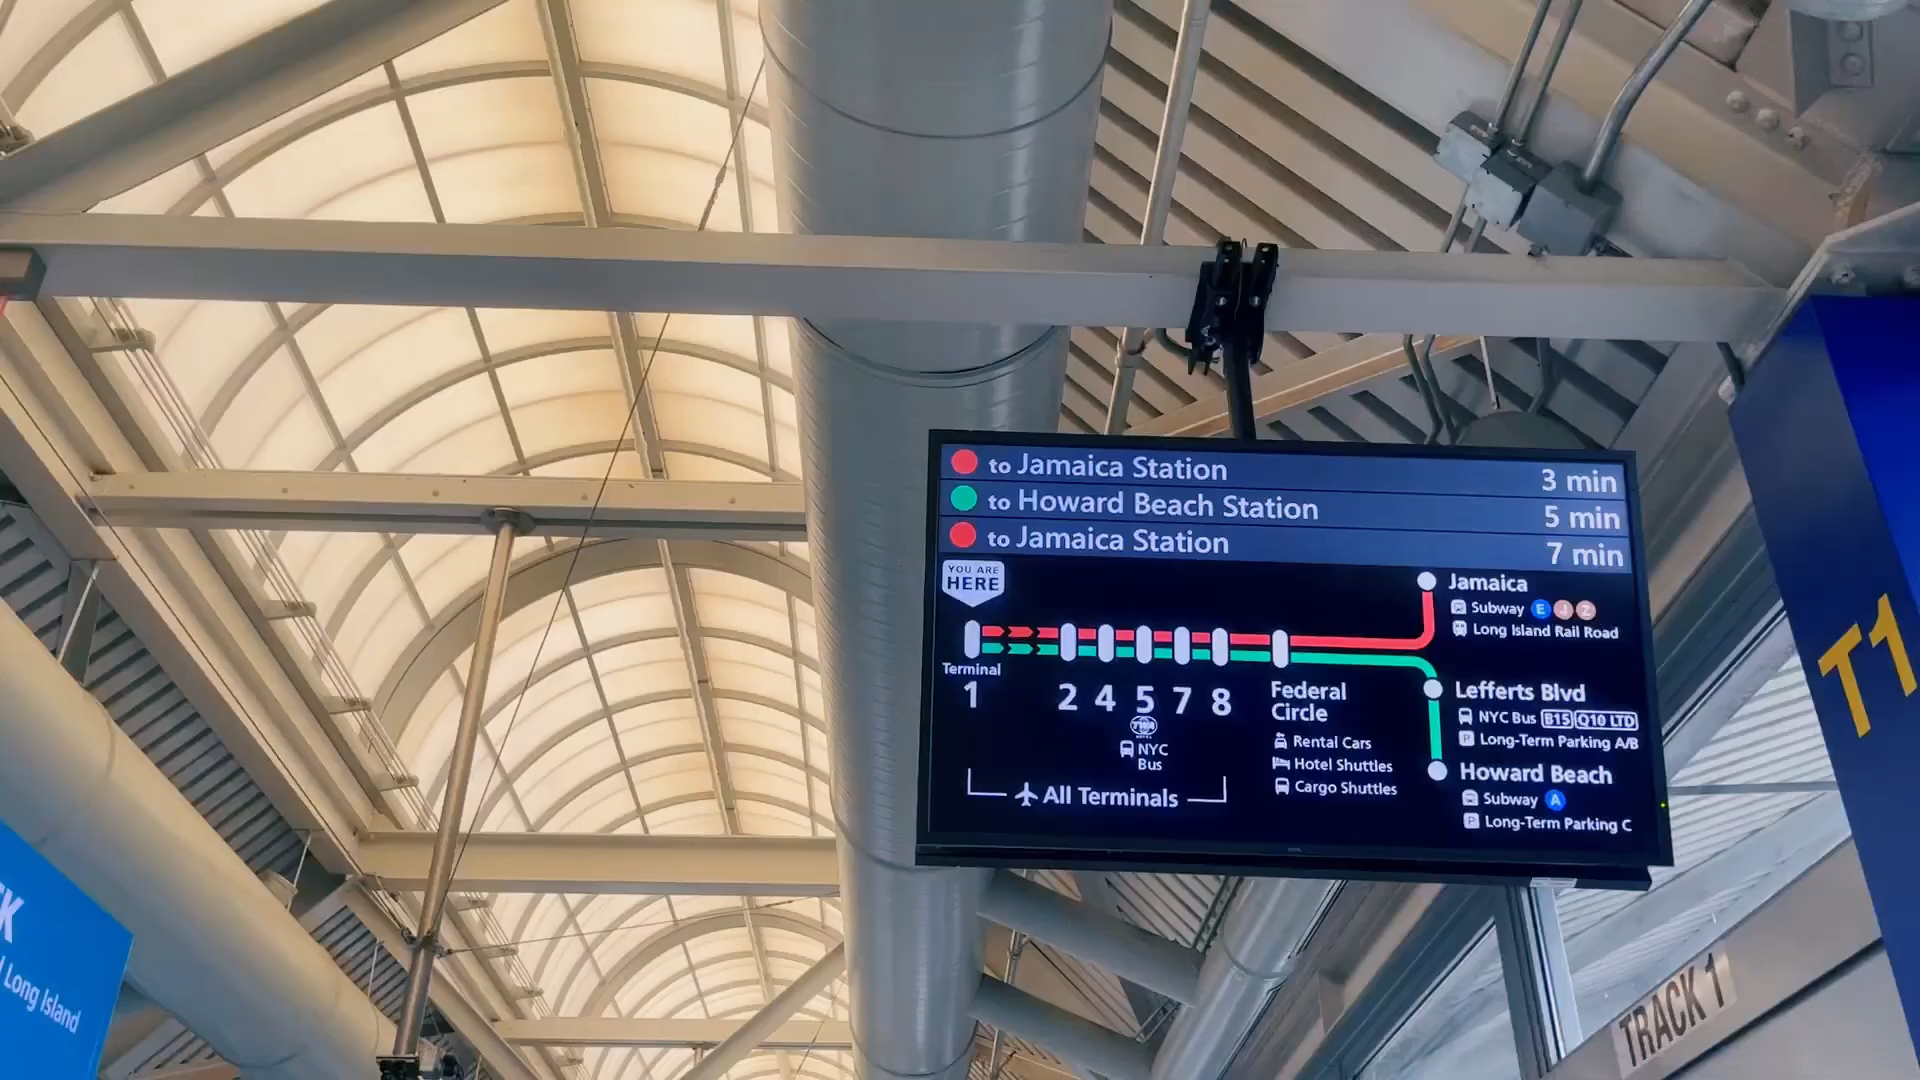 to Jamaica Station 3 min
to Howard Beach Station 5 min
to Jamaica Station 7 min
YOU ARE
HERE
Jamaica
Subway E J Z
Long Island Rail Road
Terminal
1 2 4 5 7 8
TWA
HOTEL
NYC
Bus
All Terminals
Federal
Circle
Rental Cars
Hotel Shuttles
Cargo Shuttles
Lefferts Blvd
NYC Bus B15 Q10 LTD
P Long-Term Parking A/B
Howard Beach
Subway A
P Long-Term Parking C
T1
TRACK 1
Long Island